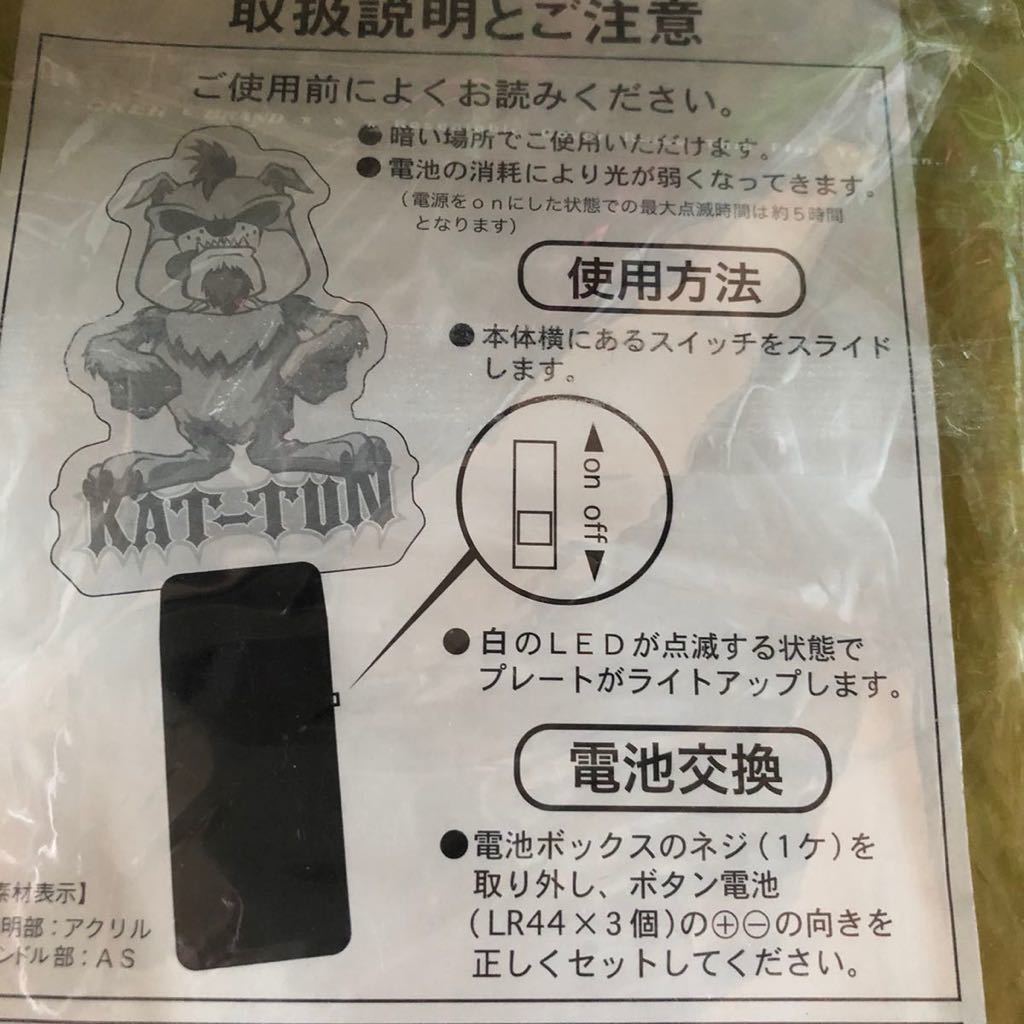 取扱説明とご注意
ご使用前によくお読みください。
●暗い場所でご使用いただけます。
●電池の消耗により光が弱くなってきます。
（電源をonにした状態での最大点滅時間は約5時間
となります）
使用方法
●本体横にあるスイッチをスライド
します。
▲on off▼
KAT-TUN
●白のLEDが点滅する状態で
プレートがライトアップします。
電池交換
●電池ボックスのネジ(1ケ)を
取り外し、ボタン電池
(LR44×3個)の⊕⊖の向きを
正しくセットしてください。
素材表示】
明部：アクリル
ンドル部：AS